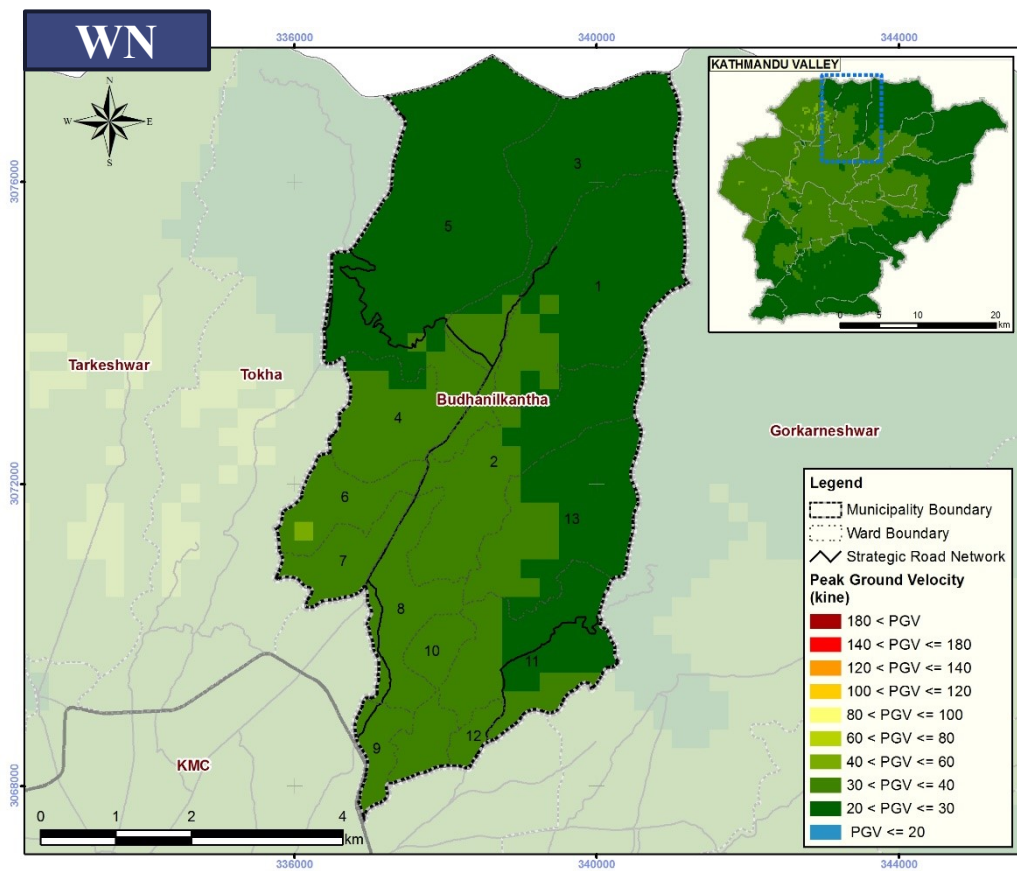 WN
336000
340000
344000
KATHMANDU VALLEY
N
W
E
S
0
5
10
20
km
3076000
3
5
1
Tarkeshwar
Tokha
Budhanilkantha
4
Gorkarneshwar
2
3072000
6
13
7
8
10
11
12
9
KMC
3068000
0
1
2
4
km
Legend
Municipality Boundary
Ward Boundary
Strategic Road Network
Peak Ground Velocity
(kine)
180 < PGV
140 < PGV <= 180
120 < PGV <= 140
100 < PGV <= 120
80 < PGV <= 100
60 < PGV <= 80
40 < PGV <= 60
30 < PGV <= 40
20 < PGV <= 30
PGV <= 20
336000
340000
344000